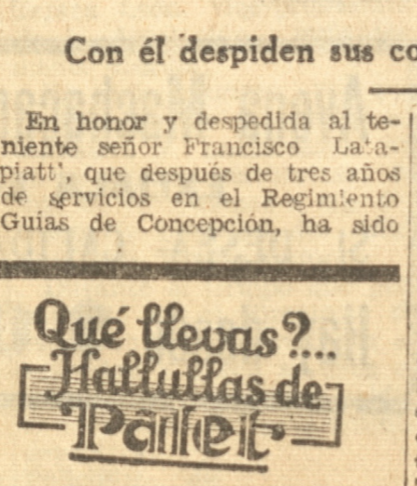 Con él despiden sus co
En honor y despedida al te-
niente señor Francisco Lata-
piatt', que después de tres años
de servicios en el Regimiento
Guías de Concepción, ha sido
Qué llevas?...
Hallullas de
Pallet